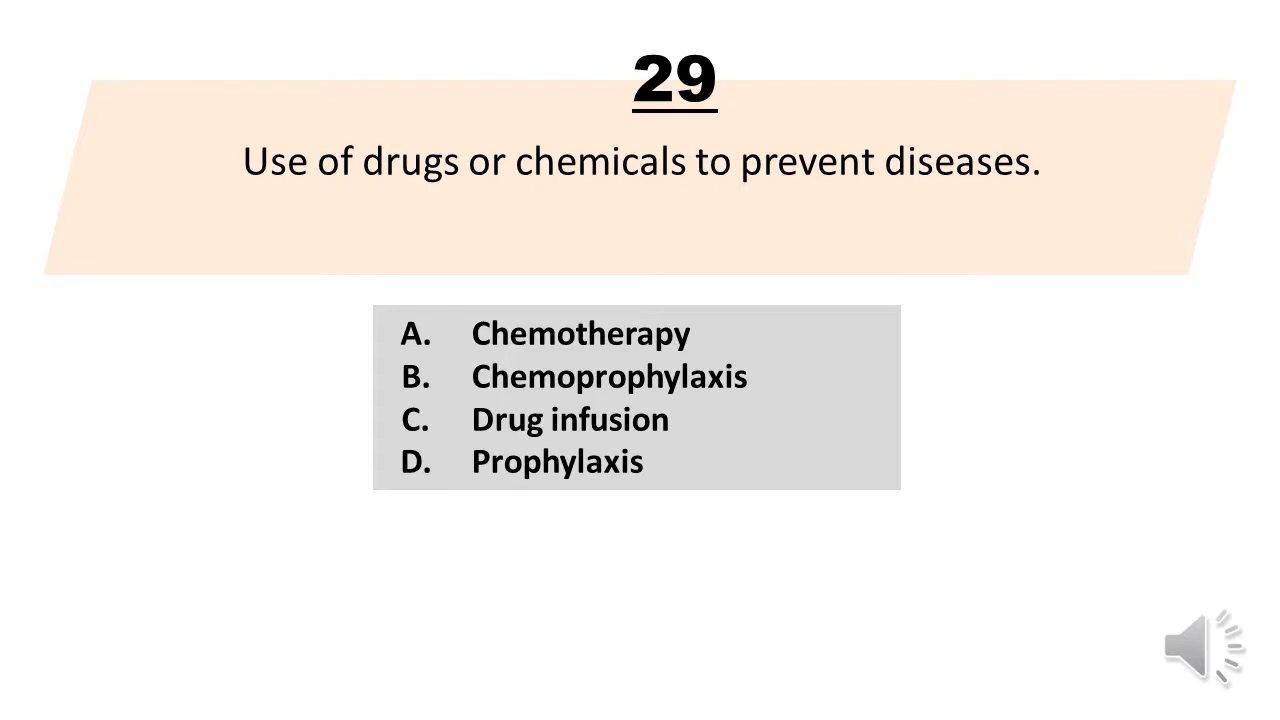 29
Use of drugs or chemicals to prevent diseases.
A. Chemotherapy
B. Chemoprophylaxis
C. Drug infusion
D. Prophylaxis